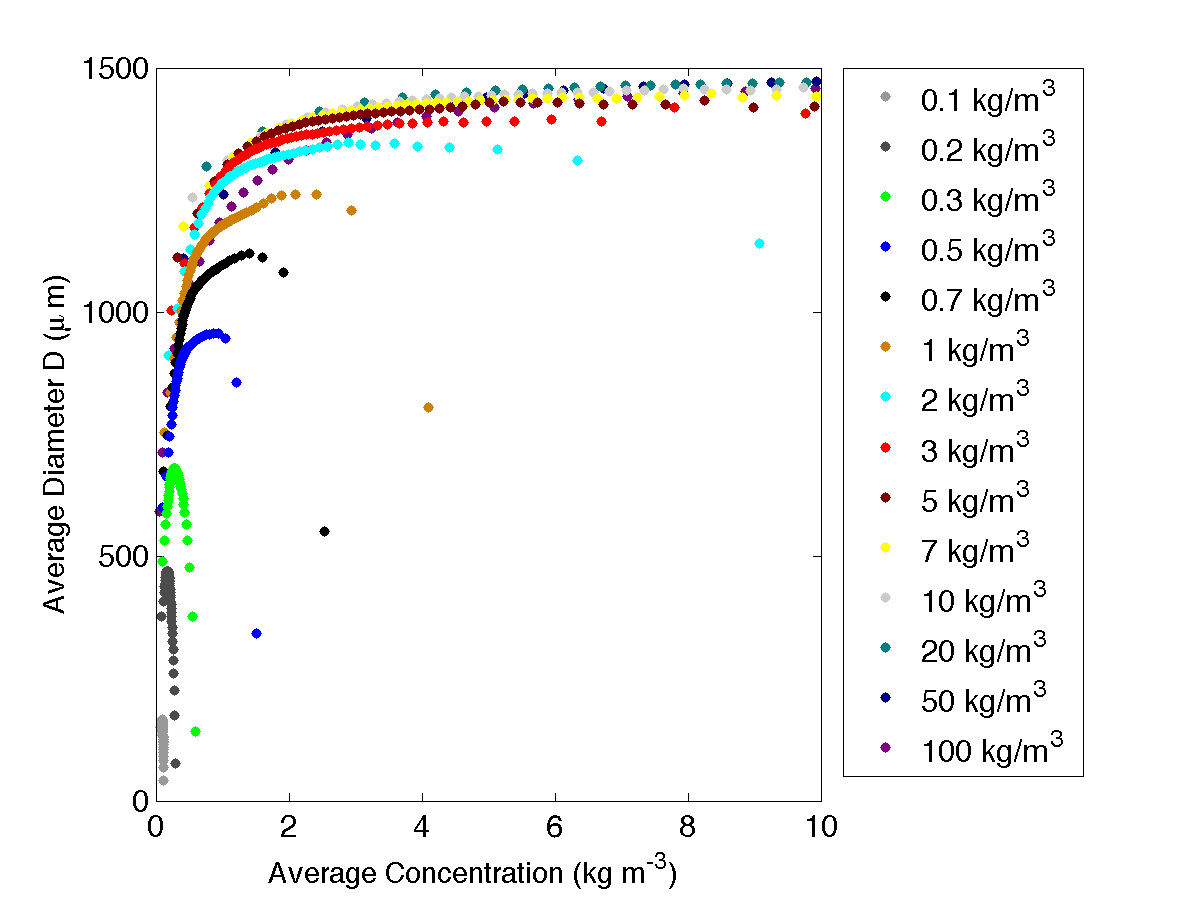 1500
1000
500
0
0
2
4
6
8
10
Average Diameter D (μ m)
Average Concentration (kg m⁻³)
0.1 kg/m³
0.2 kg/m³
0.3 kg/m³
0.5 kg/m³
0.7 kg/m³
1 kg/m³
2 kg/m³
3 kg/m³
5 kg/m³
7 kg/m³
10 kg/m³
20 kg/m³
50 kg/m³
100 kg/m³